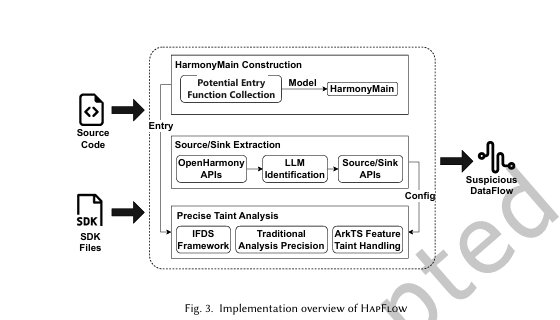 HarmonyMain Construction
Potential Entry
Function Collection
Model
HarmonyMain
Source
Code
Entry
Source/Sink Extraction
OpenHarmony
APIs
LLM
Identification
Source/Sink
APIs
Suspicious
DataFlow
Config
SDK
SDK
Files
Precise Taint Analysis
IFDS
Framework
Traditional
Analysis Precision
ArkTS Feature
Taint Handling
pted
Fig. 3. Implementation overview of HAPFLOW